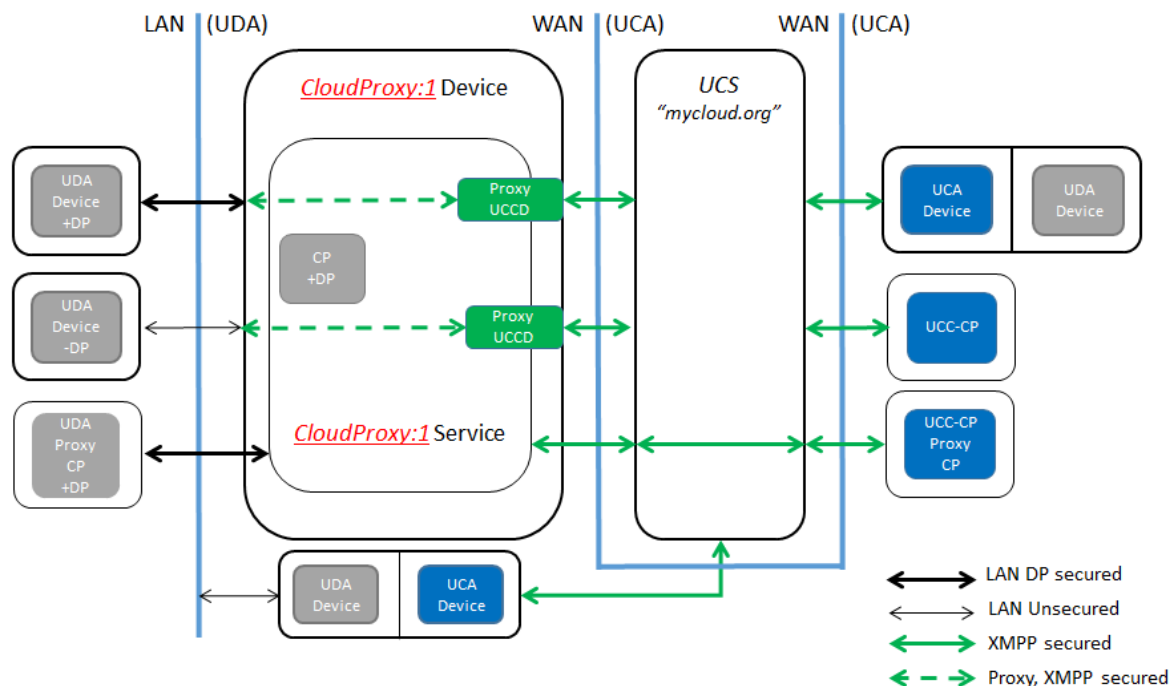 LAN (UDA)
WAN (UCA)
WAN (UCA)
CloudProxy:1 Device
UCS
“mycloud.org”
UDA
Device
+DP
Proxy
UCCD
UCA
Device
UDA
Device
CP
+DP
UDA
Device
-DP
Proxy
UCCD
UCC-CP
UDA
Proxy
CP
+DP
CloudProxy:1 Service
UCC-CP
Proxy
CP
UDA
Device
UCA
Device
LAN DP secured
LAN Unsecured
XMPP secured
Proxy, XMPP secured